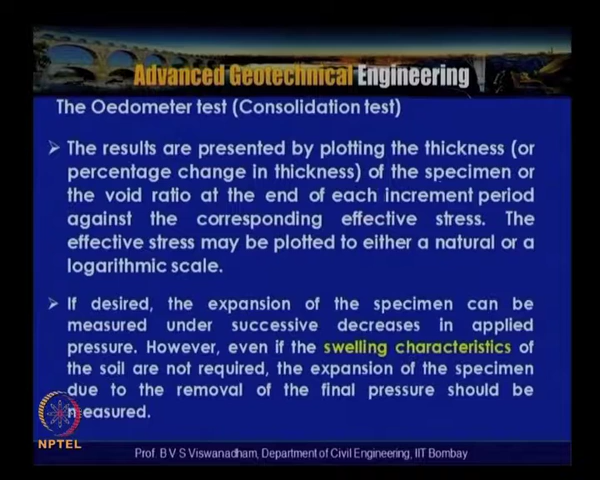 Advanced Geotechnical Engineering
The Oedometer test (Consolidation test)
The results are presented by plotting the thickness (or
percentage change in thickness) of the specimen or
the void ratio at the end of each increment period
against the corresponding effective stress. The
effective stress may be plotted to either a natural or a
logarithmic scale.
If desired, the expansion of the specimen can be
measured under successive decreases in applied
pressure. However, even if the swelling characteristics of
the soil are not required, the expansion of the specimen
due to the removal of the final pressure should be
measured.
NPTEL
Prof. B V S Viswanadham, Department of Civil Engineering, IIT Bombay